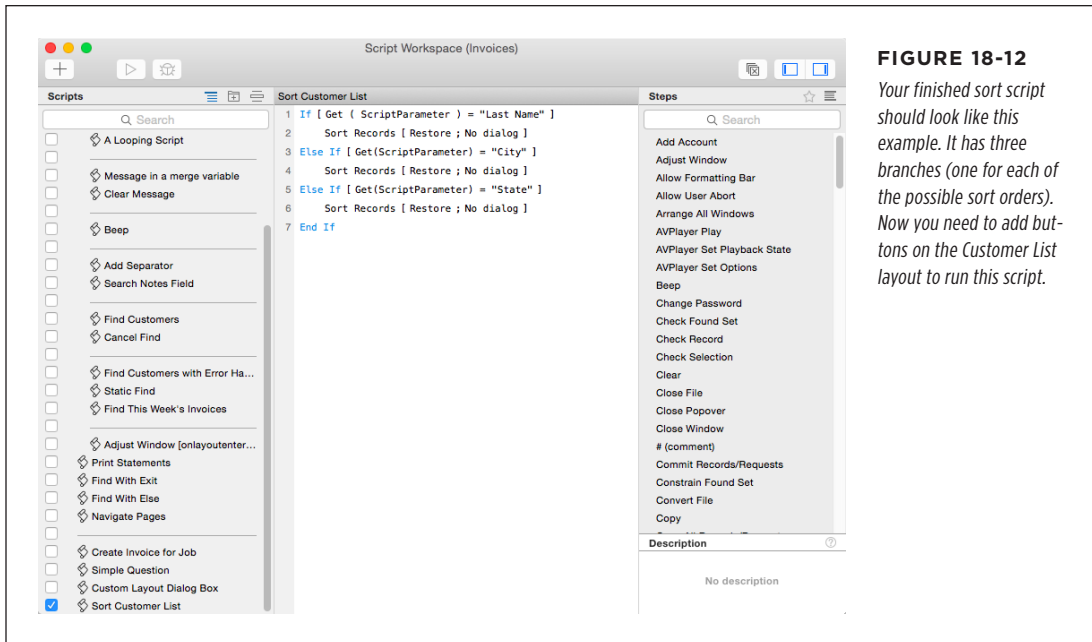 Script Workspace (Invoices)
Scripts
Search
A Looping Script
Message in a merge variable
Clear Message
Beep
Add Separator
Search Notes Field
Find Customers
Cancel Find
Find Customers with Error Ha...
Static Find
Find This Week's Invoices
Adjust Window [onlayoutenter...
Print Statements
Find With Exit
Find With Else
Navigate Pages
Create Invoice for Job
Simple Question
Custom Layout Dialog Box
Sort Customer List
Sort Customer List
1 If [ Get ( ScriptParameter ) = "Last Name" ]
2 Sort Records [ Restore ; No dialog ]
3 Else If [ Get(ScriptParameter) = "City" ]
4 Sort Records [ Restore ; No dialog ]
5 Else If [ Get(ScriptParameter) = "State" ]
6 Sort Records [ Restore ; No dialog ]
7 End If
Steps
Search
Add Account
Adjust Window
Allow Formatting Bar
Allow User Abort
Arrange All Windows
AVPlayer Play
AVPlayer Set Playback State
AVPlayer Set Options
Beep
Change Password
Check Found Set
Check Record
Check Selection
Clear
Close File
Close Popover
Close Window
# (comment)
Commit Records/Requests
Constrain Found Set
Convert File
Copy
Description
No description
FIGURE 18-12
Your finished sort script
should look like this
example. It has three
branches (one for each of
the possible sort orders).
Now you need to add but-
tons on the Customer List
layout to run this script.